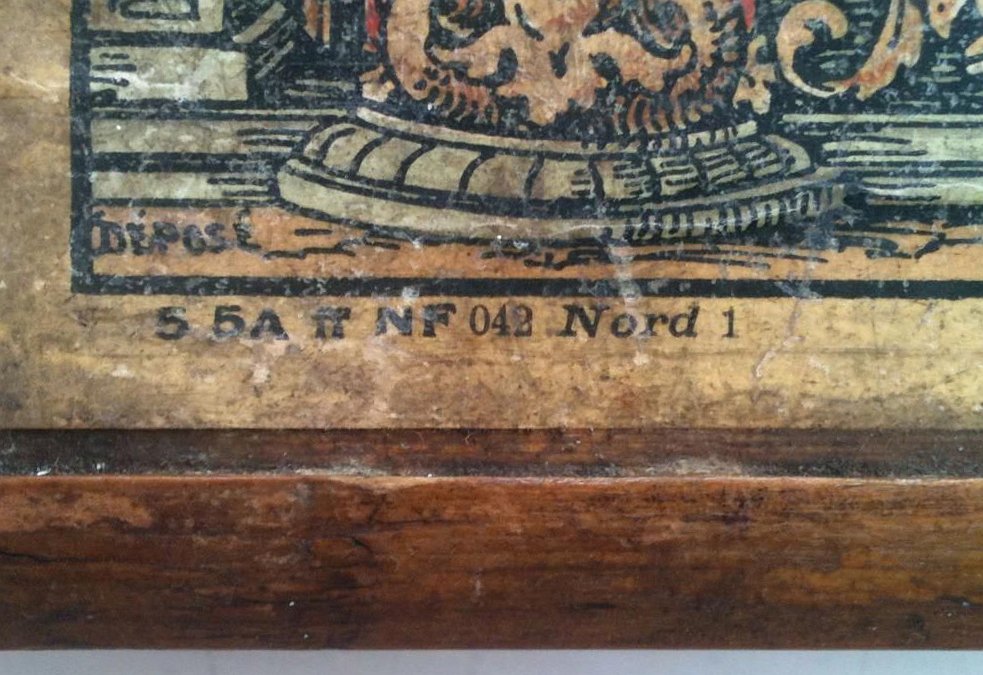 DÉPOSÉ
S 5A ff NF 042 Nord 1